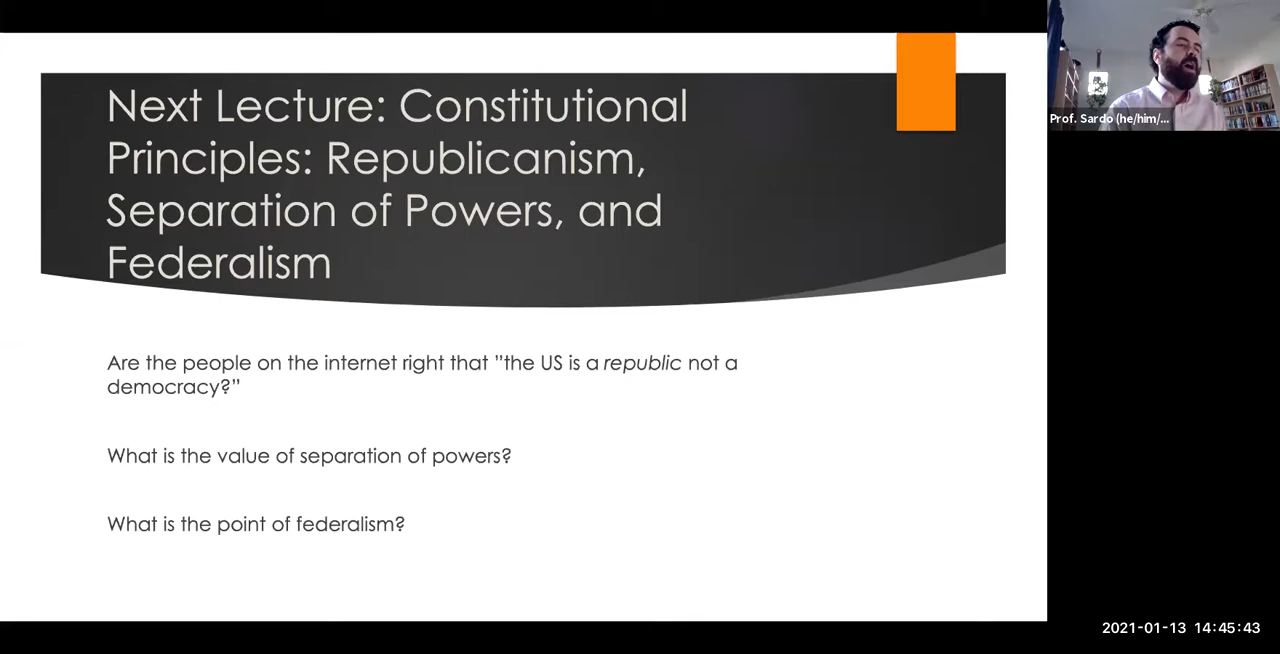 Next Lecture: Constitutional
Principles: Republicanism,
Separation of Powers, and
Federalism
Prof. Sardo (he/him/...
Are the people on the internet right that ”the US is a republic not a
democracy?”
What is the value of separation of powers?
What is the point of federalism?
2021-01-13 14:45:43